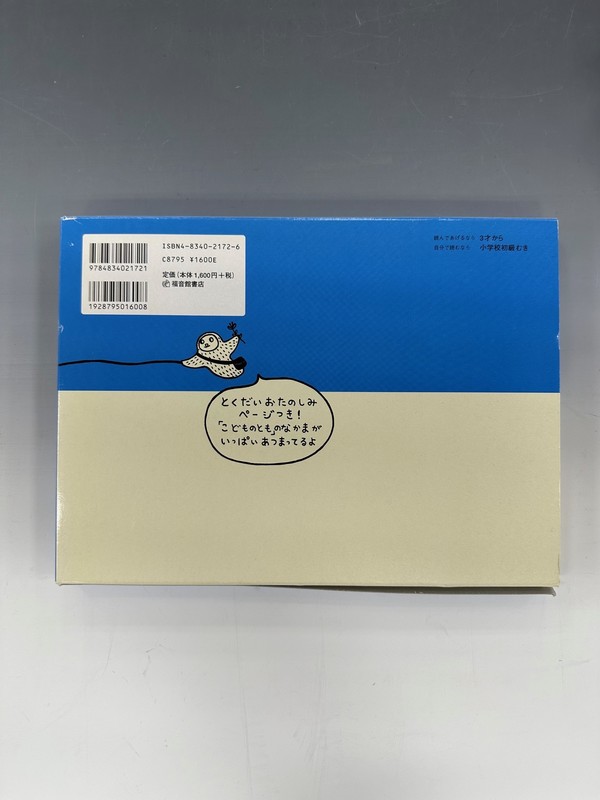 ISBN4-8340-2172-6
C8795 ¥1600E
定価(本体1,600円+税)
福音館書店
9784834021721
1928795016008
読んであげるなら 3才から
自分で読むなら 小学校初級むき
とくだいおたのしみ
ページつき!
「こどものとも」のなかまが
いっぱいあつまってるよ